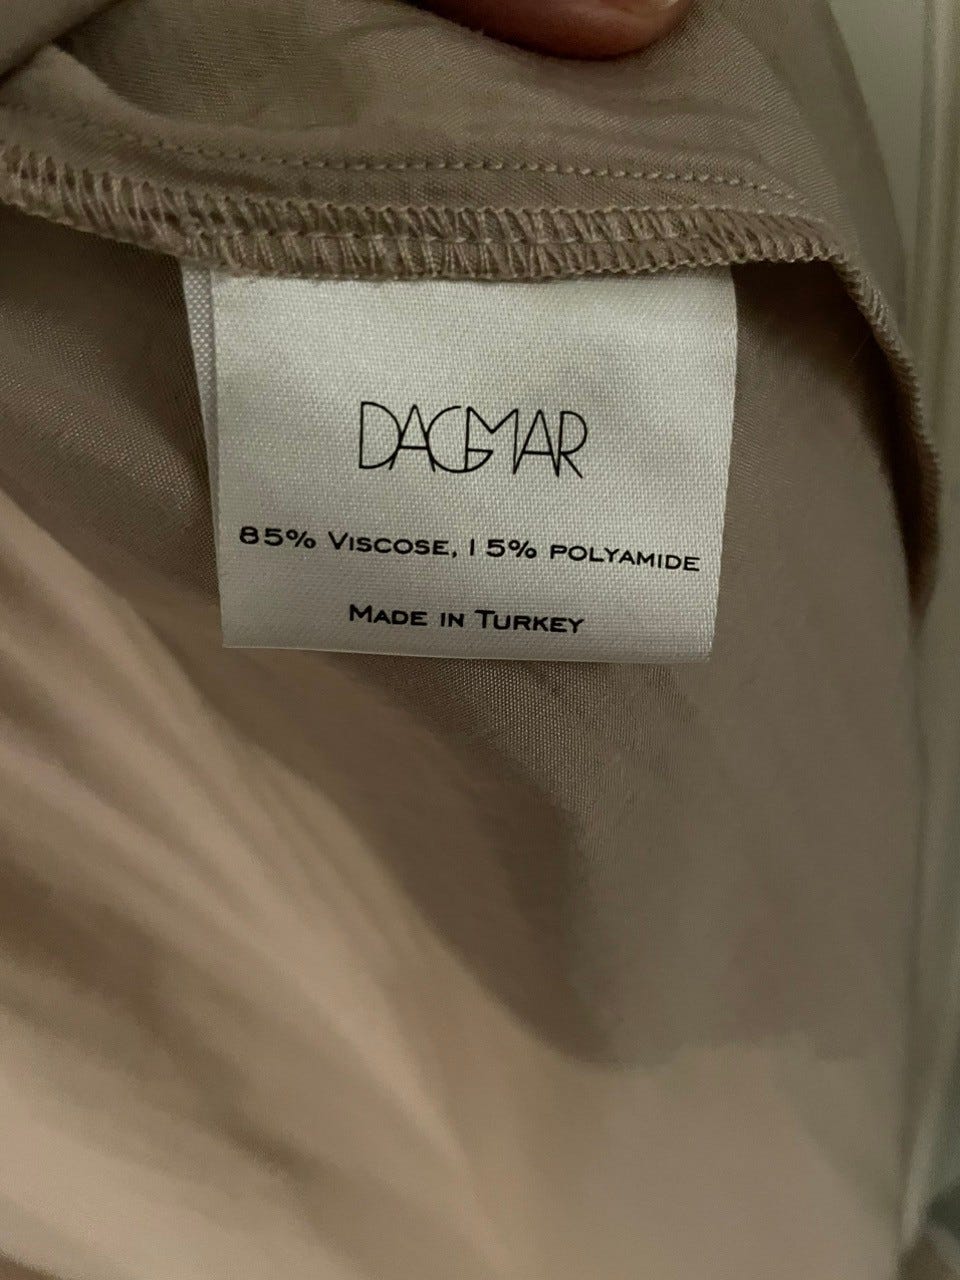 DAGMAR
85% VISCOSE, 15% POLYAMIDE
MADE IN TURKEY